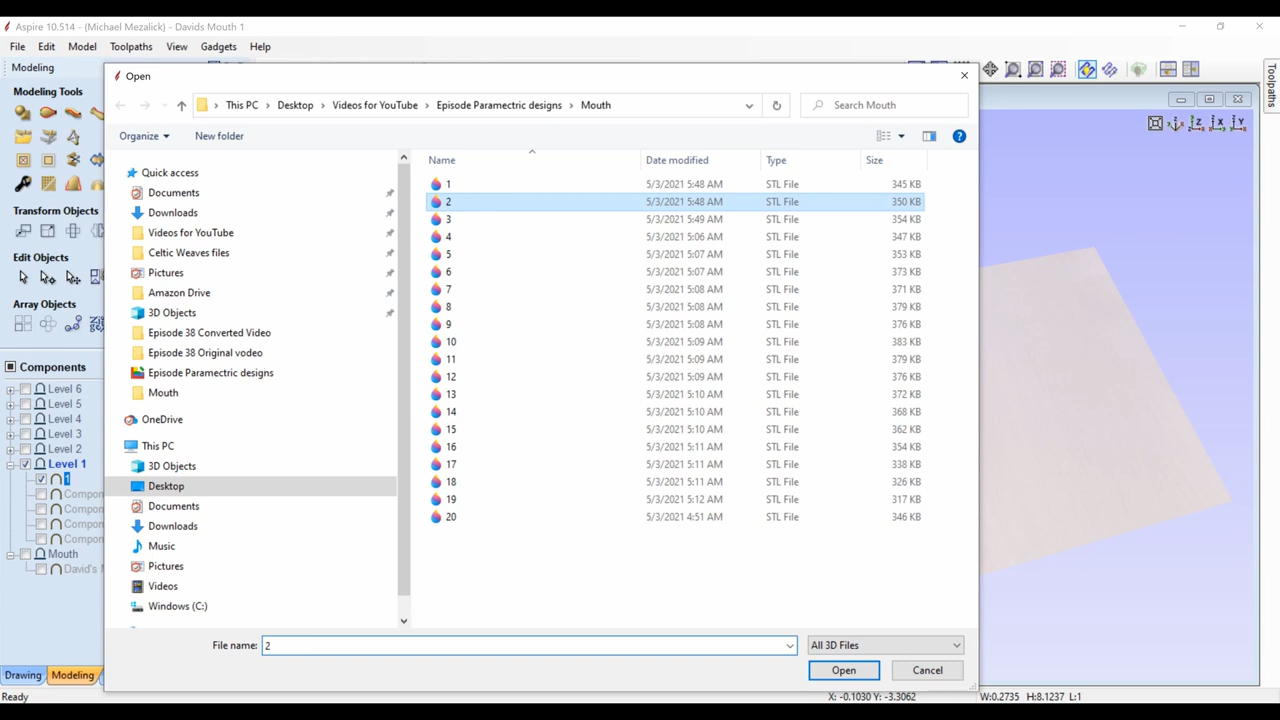 Aspire 10.514 - (Michael Mezalick) - Davids Mouth 1
File Edit Model Toolpaths View Gadgets Help
Modeling
Modeling Tools
Transform Objects
Edit Objects
Array Objects
Components
Level 6
Level 5
Level 4
Level 3
Level 2
Level 1
1
Compon
Compon
Compon
Compon
Mouth
David's M
Drawing Modeling
Ready
Open
This PC > Desktop > Videos for YouTube > Episode Paramectric designs > Mouth
Search Mouth
Organize New folder
Quick access
Documents
Downloads
Videos for YouTube
Celtic Weaves files
Pictures
Amazon Drive
3D Objects
Episode 38 Converted Video
Episode 38 Original vodeo
Episode Paramectric designs
Mouth
OneDrive
This PC
3D Objects
Desktop
Documents
Downloads
Music
Pictures
Videos
Windows (C:)
Name Date modified Type Size
1 5/3/2021 5:48 AM STL File 345 KB
2 5/3/2021 5:48 AM STL File 350 KB
3 5/3/2021 5:49 AM STL File 354 KB
4 5/3/2021 5:06 AM STL File 347 KB
5 5/3/2021 5:07 AM STL File 353 KB
6 5/3/2021 5:07 AM STL File 373 KB
7 5/3/2021 5:08 AM STL File 371 KB
8 5/3/2021 5:08 AM STL File 379 KB
9 5/3/2021 5:08 AM STL File 376 KB
10 5/3/2021 5:09 AM STL File 383 KB
11 5/3/2021 5:09 AM STL File 379 KB
12 5/3/2021 5:09 AM STL File 376 KB
13 5/3/2021 5:10 AM STL File 372 KB
14 5/3/2021 5:10 AM STL File 368 KB
15 5/3/2021 5:10 AM STL File 362 KB
16 5/3/2021 5:11 AM STL File 354 KB
17 5/3/2021 5:11 AM STL File 338 KB
18 5/3/2021 5:11 AM STL File 326 KB
19 5/3/2021 5:12 AM STL File 317 KB
20 5/3/2021 4:51 AM STL File 346 KB
File name: 2 All 3D Files
Open Cancel
Toolpaths
Z X Y
X: -0.1030 Y: -3.3062 W:0.2735 H:8.1237 L:1